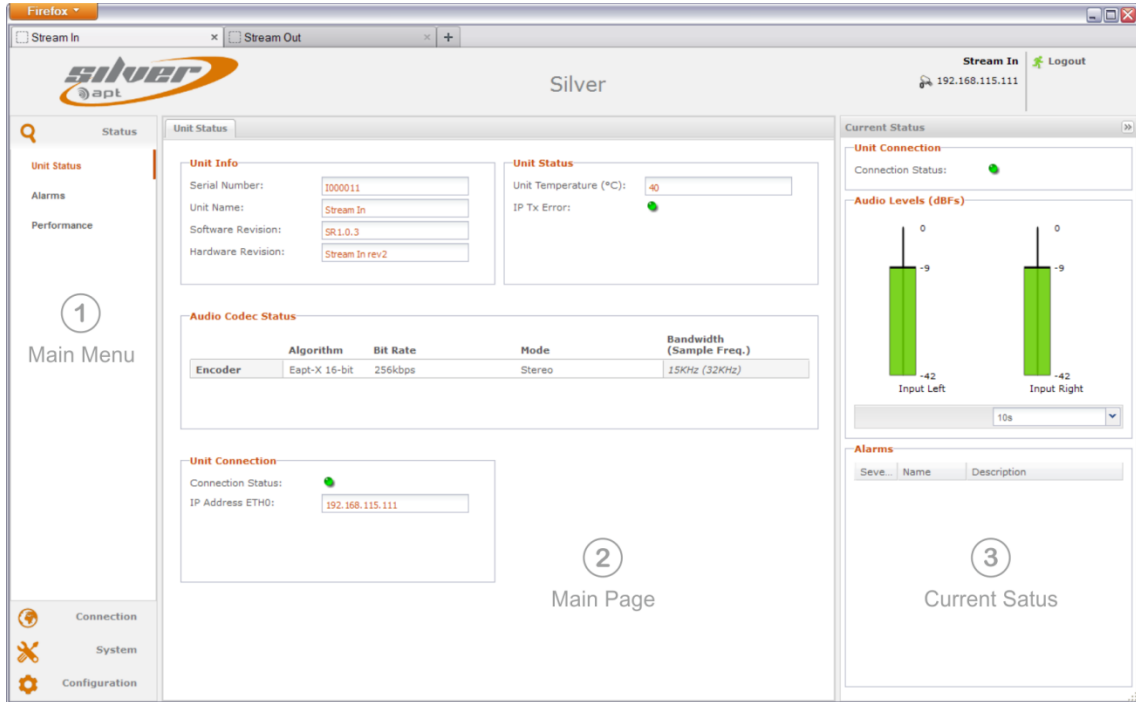 Firefox
Stream In × Stream Out × +
silver
apt
Silver
Stream In
192.168.115.111
Logout
Status
Unit Status
Alarms
Performance
1
Main Menu
Connection
System
Configuration
Unit Status
Unit Info
Serial Number: I000011
Unit Name: Stream In
Software Revision: SR1.0.3
Hardware Revision: Stream In rev2
Unit Status
Unit Temperature (°C): 40
IP Tx Error:
Audio Codec Status
Algorithm Bit Rate Mode Bandwidth
(Sample Freq.)
Encoder Eapt-X 16-bit 256kbps Stereo 15KHz (32KHz)
Unit Connection
Connection Status:
IP Address ETH0: 192.168.115.111
2
Main Page
Current Status
Unit Connection
Connection Status:
Audio Levels (dBFs)
0 0
-9 -9
-42 -42
Input Left Input Right
10s
Alarms
Seve... Name Description
3
Current Satus